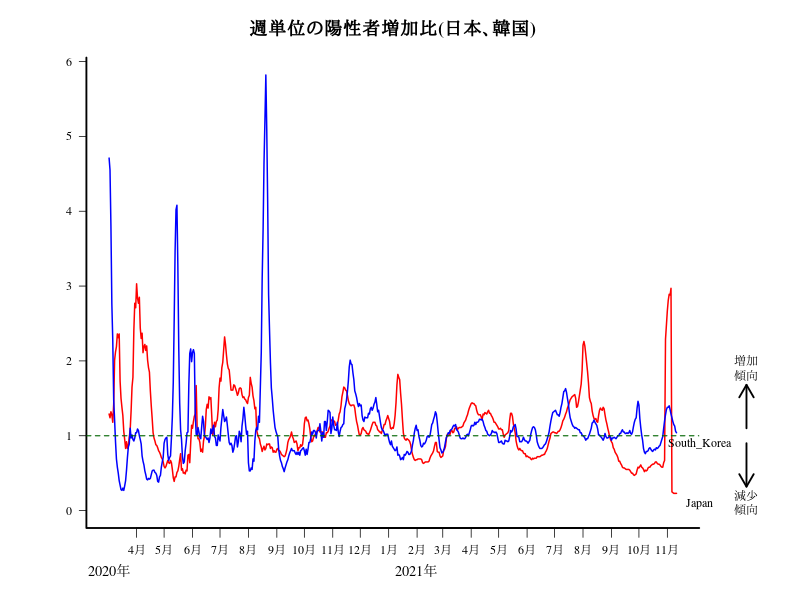 週単位の陽性者増加比(日本、韓国)
6
5
4
3
2
1
0
増加
傾向
South_Korea
減少
傾向
Japan
4月 5月 6月 7月 8月 9月 10月 11月 12月 1月 2月 3月 4月 5月 6月 7月 8月 9月 10月 11月
2020年 2021年